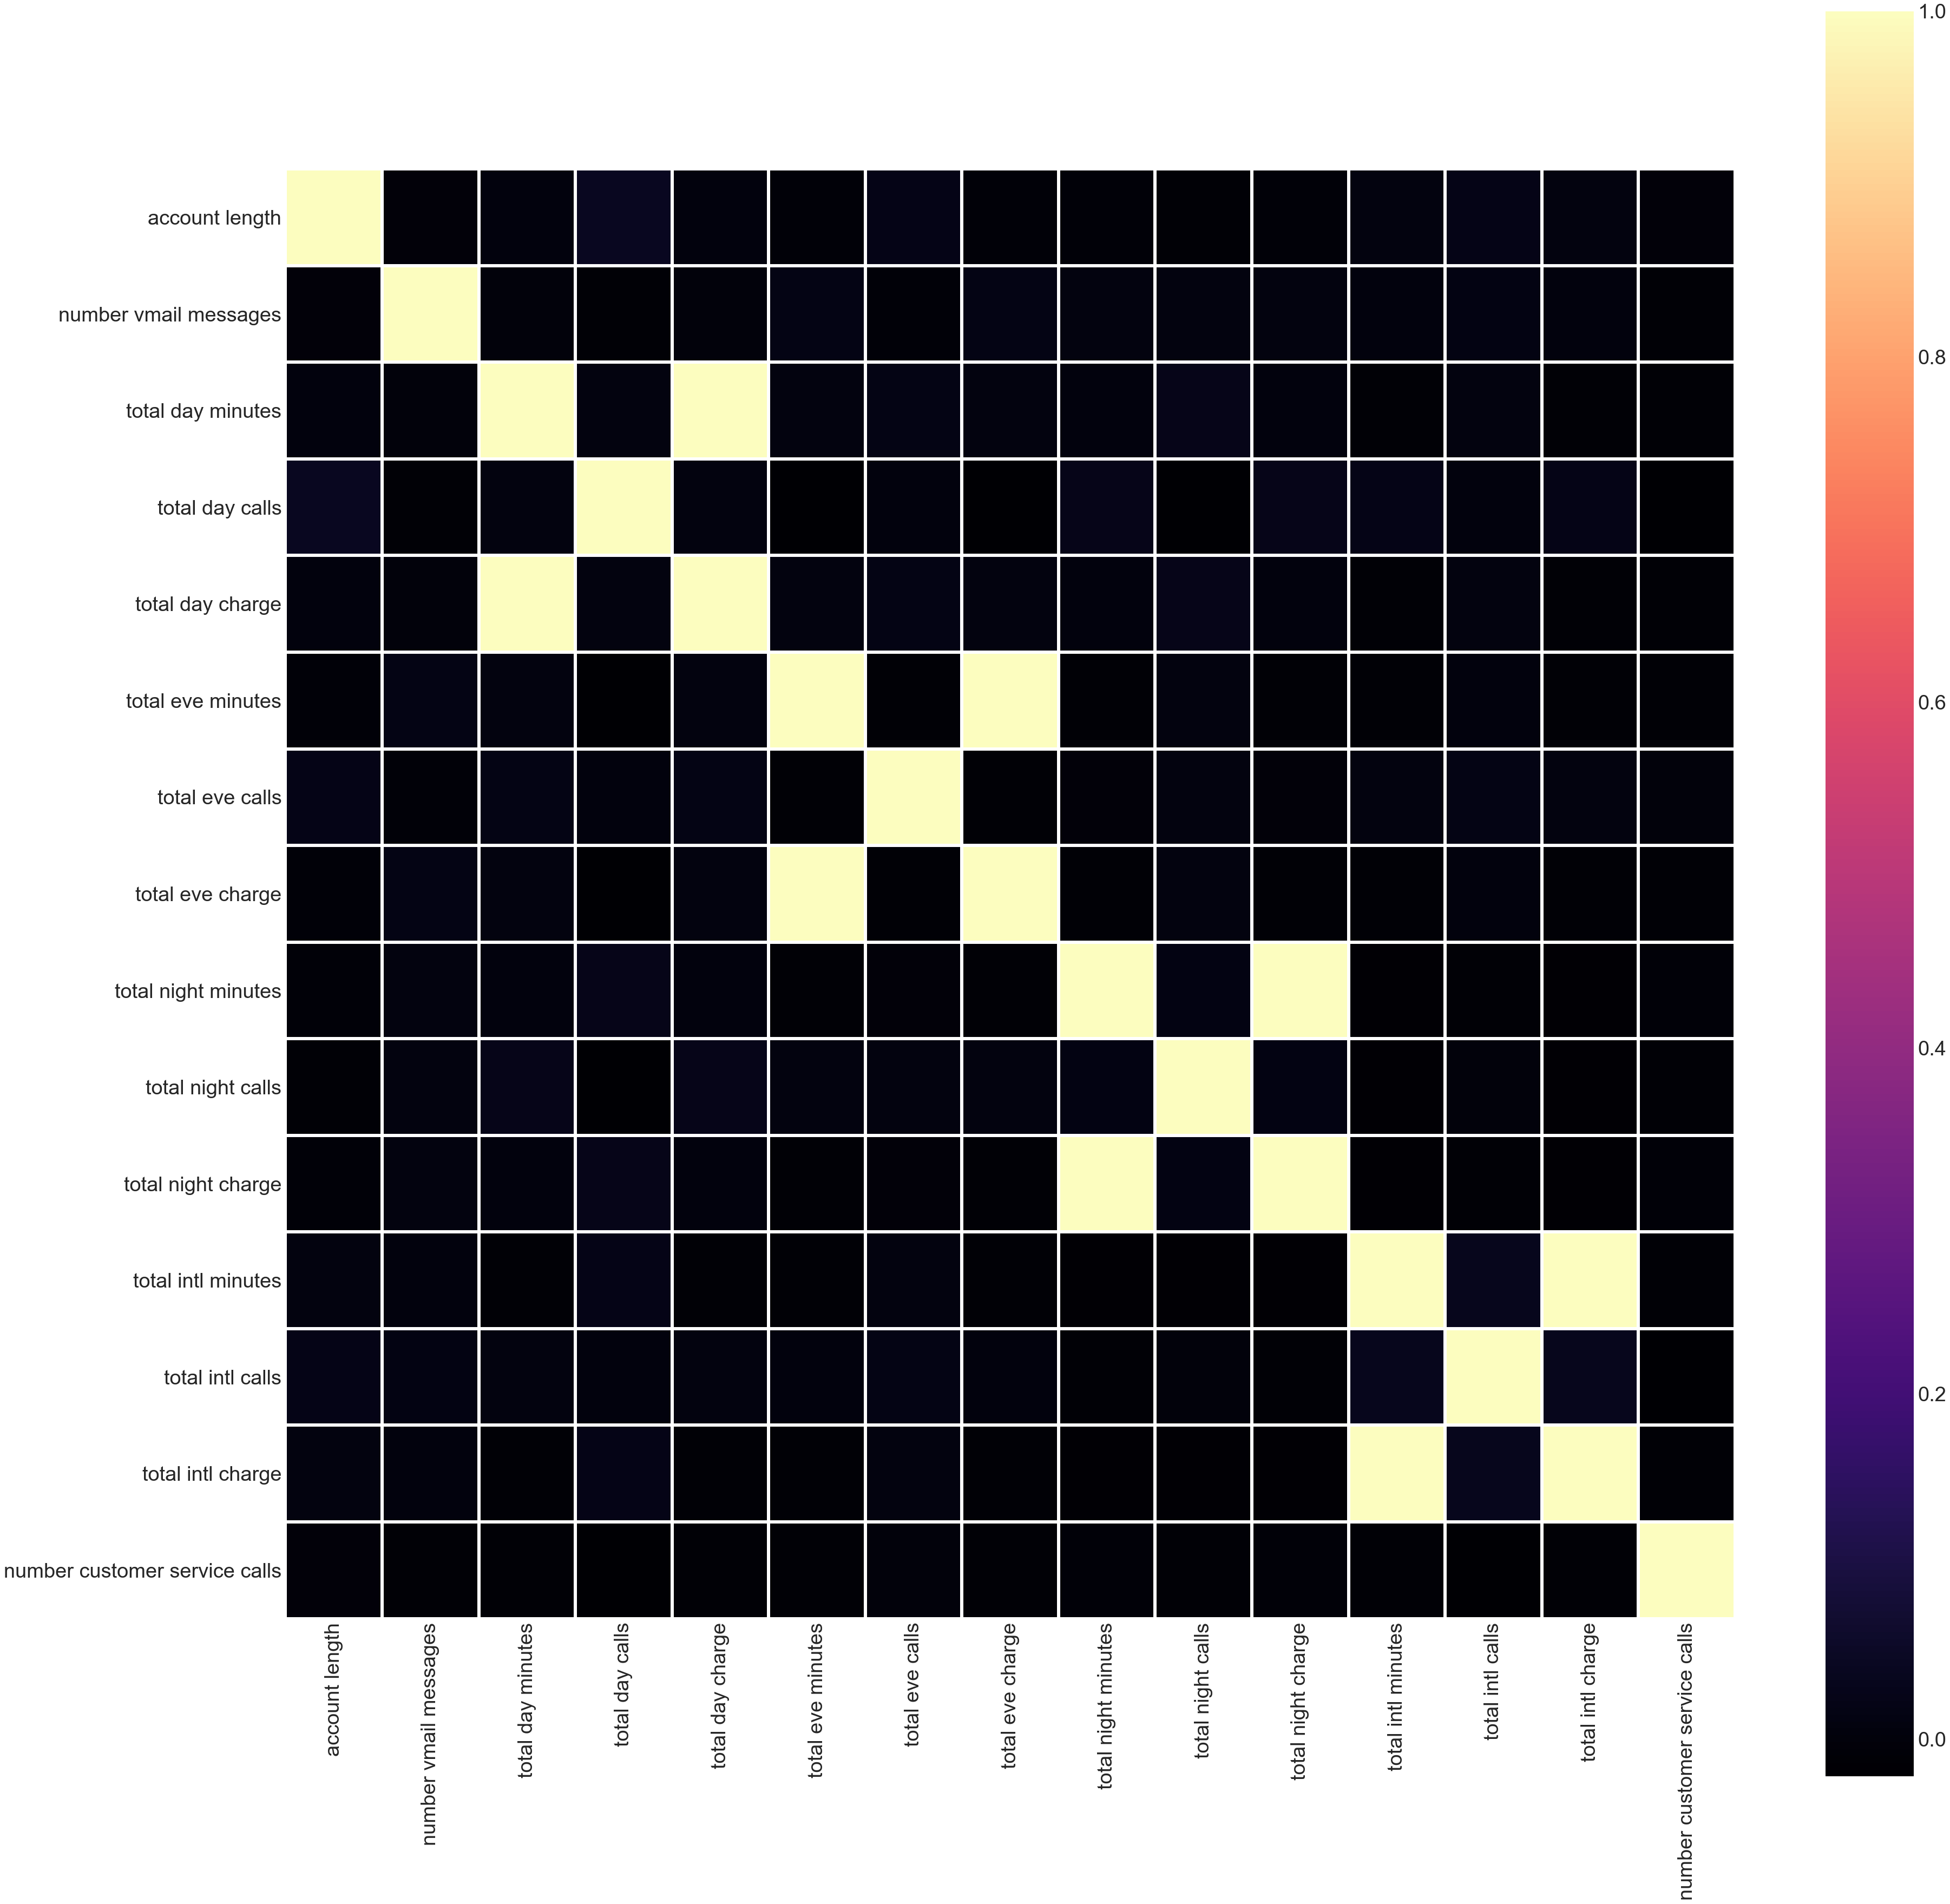 account length
number vmail messages
total day minutes
total day calls
total day charge
total eve minutes
total eve calls
total eve charge
total night minutes
total night calls
total night charge
total intl minutes
total intl calls
total intl charge
number customer service calls
account length
number vmail messages
total day minutes
total day calls
total day charge
total eve minutes
total eve calls
total eve charge
total night minutes
total night calls
total night charge
total intl minutes
total intl calls
total intl charge
number customer service calls
1.0
0.8
0.6
0.4
0.2
0.0